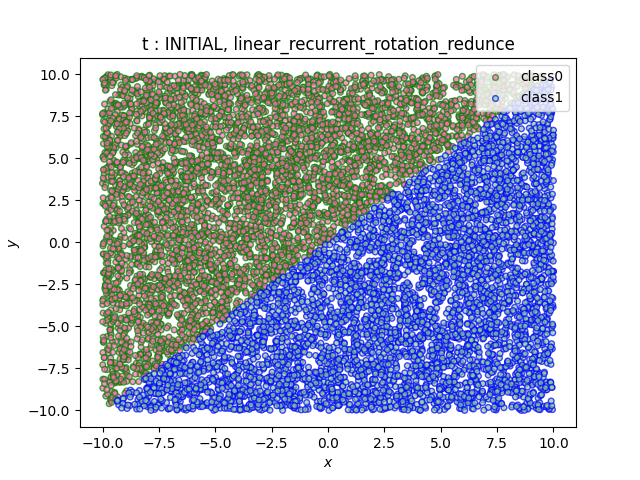 t : INITIAL, linear_recurrent_rotation_redunce
class0
class1
10.0
7.5
5.0
2.5
0.0
−2.5
−5.0
−7.5
−10.0
y
−10.0 −7.5 −5.0 −2.5 0.0 2.5 5.0 7.5 10.0
x